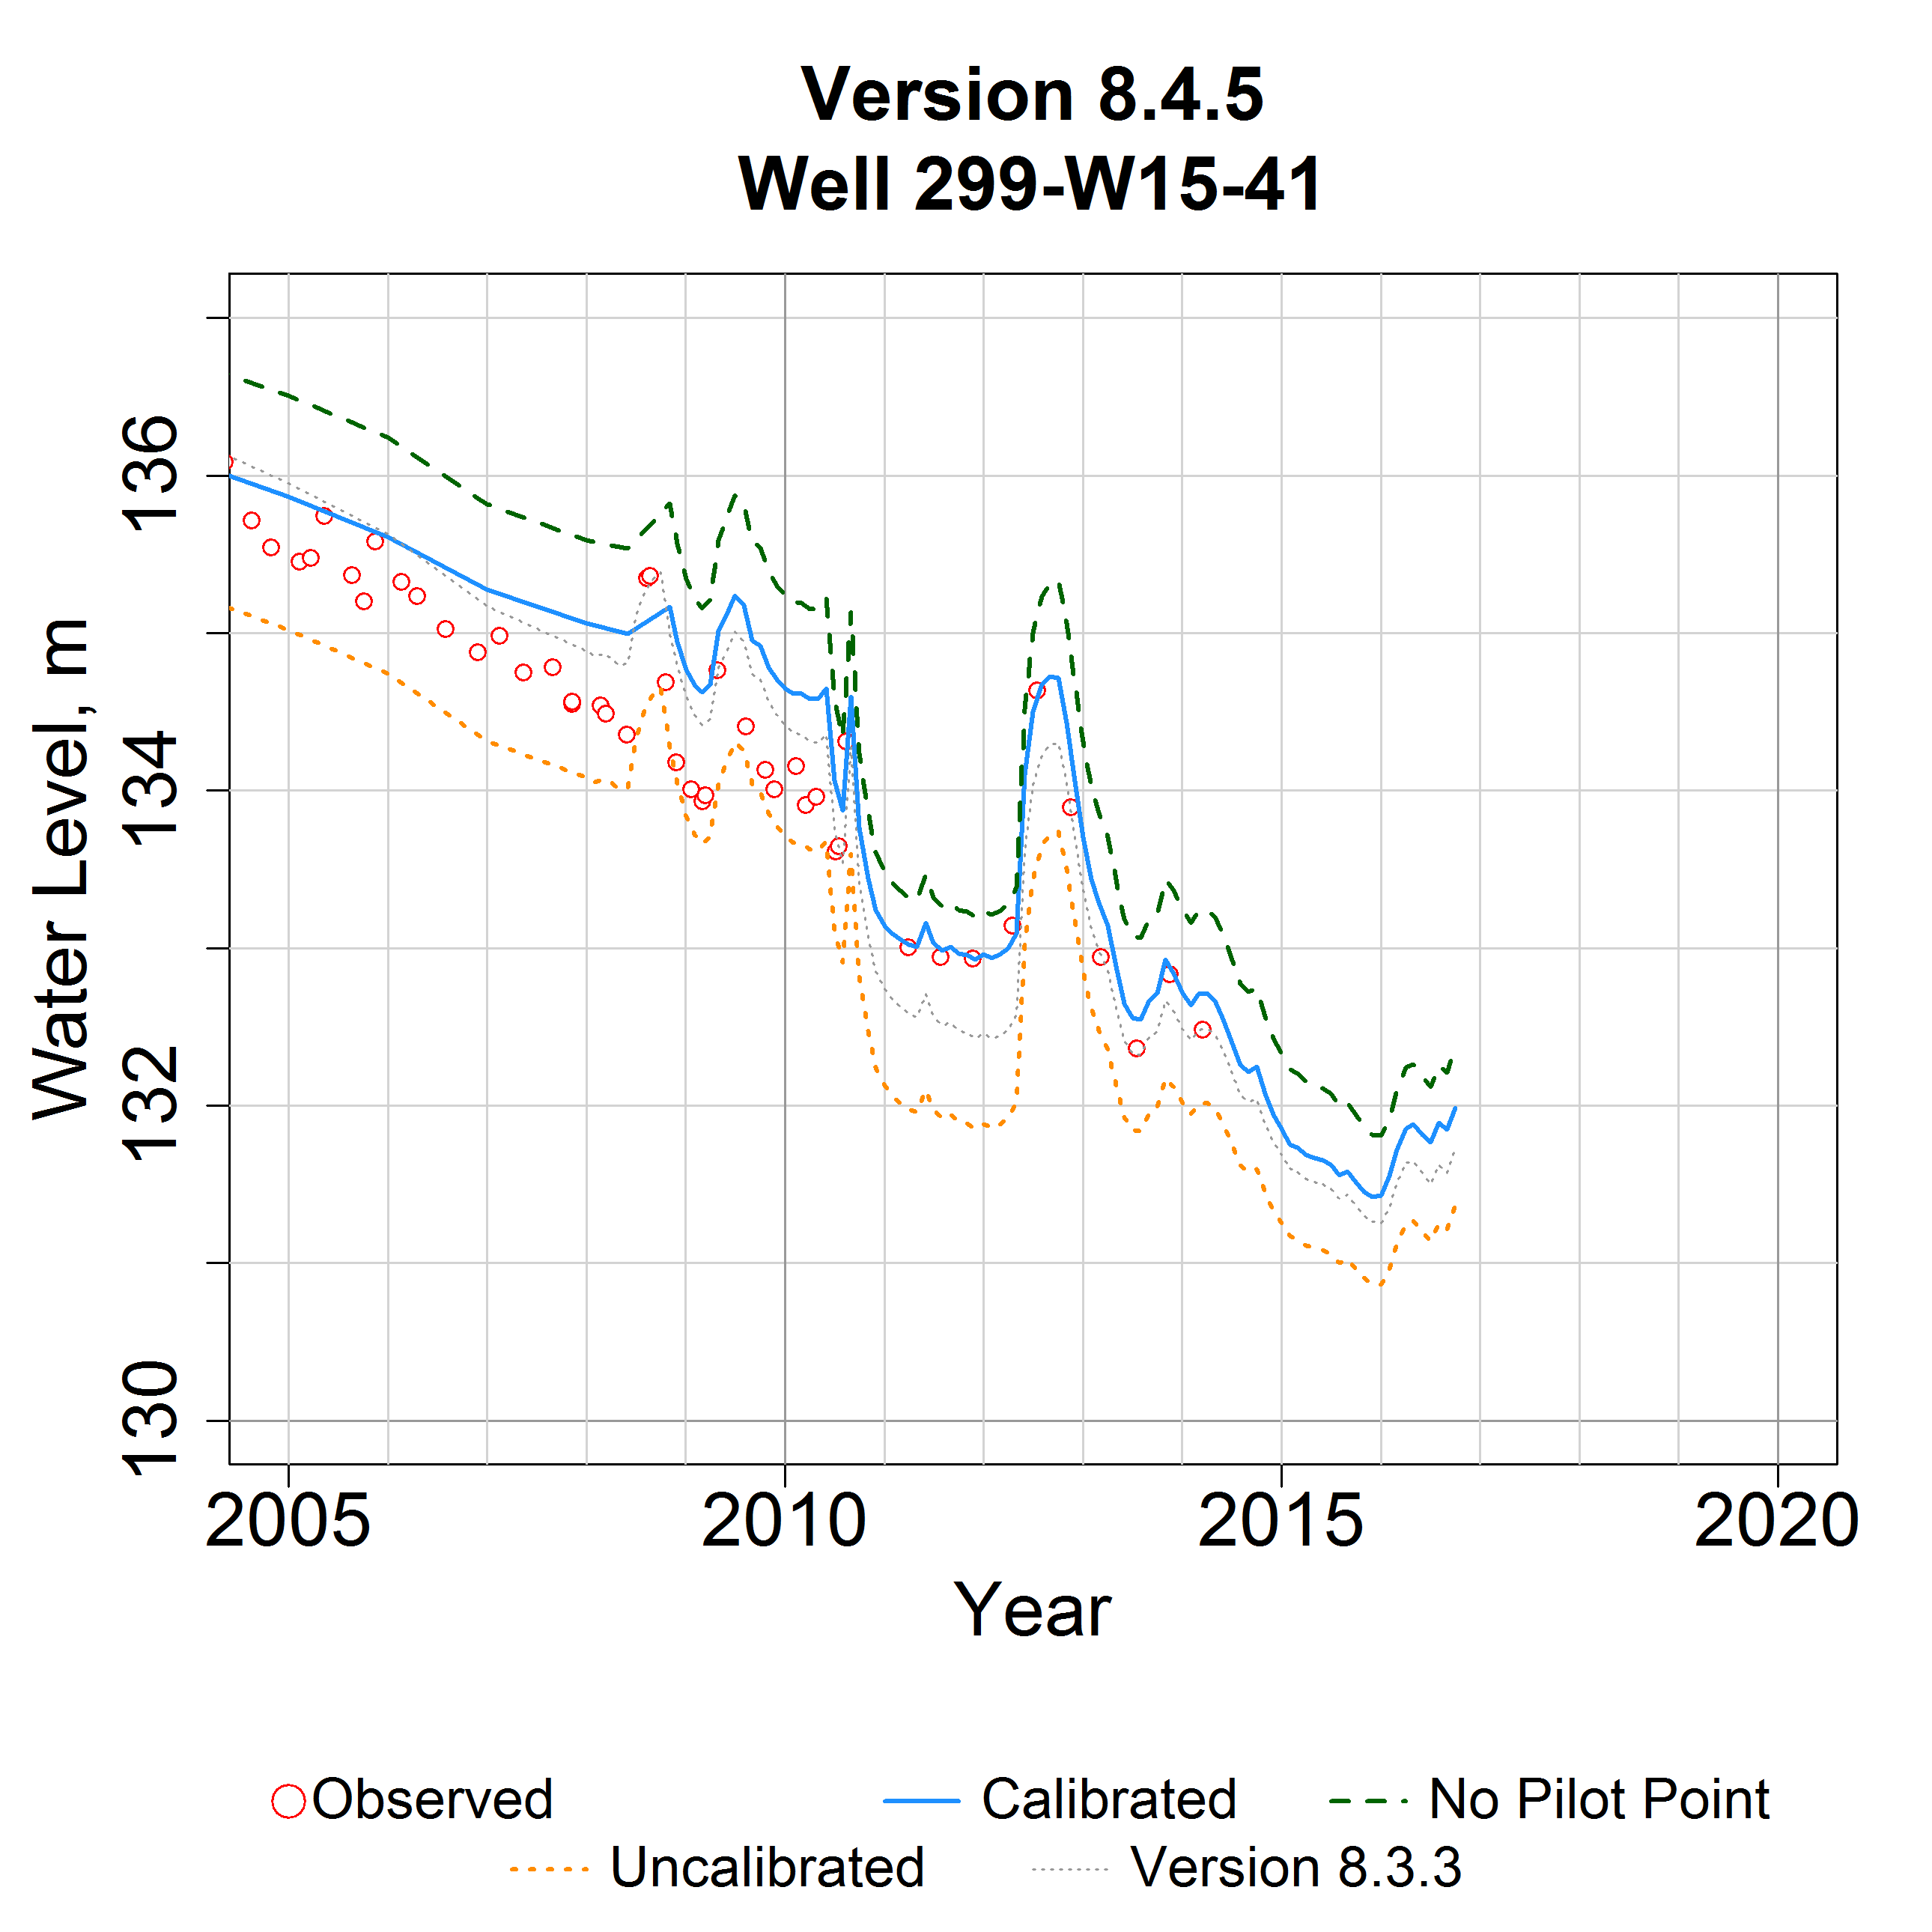 Version 8.4.5
Well 299-W15-41
Water Level, m
136
134
132
130
2005 2010 2015 2020
Year
Observed Calibrated No Pilot Point
Uncalibrated Version 8.3.3